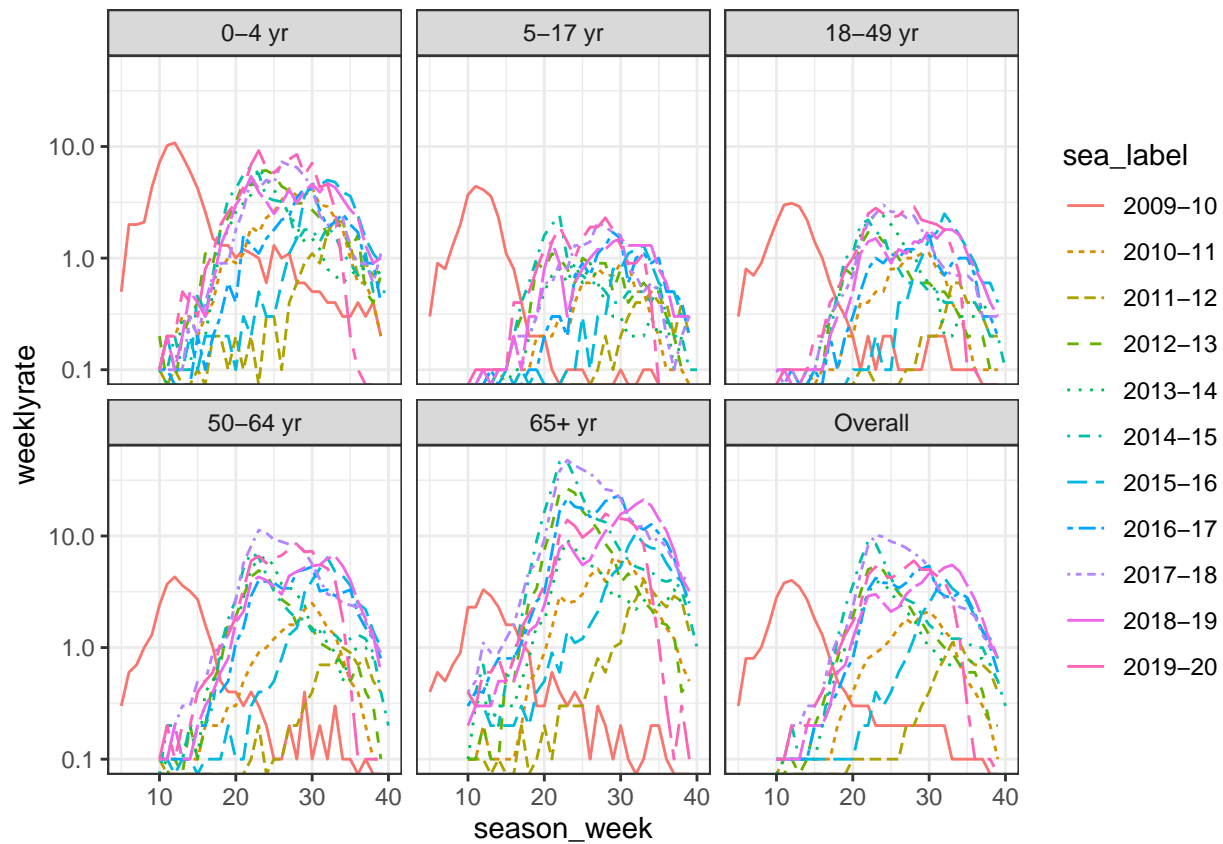 0−4 yr
5−17 yr
18−49 yr
10.0
1.0
0.1
50−64 yr
65+ yr
Overall
10.0
1.0
0.1
10 20 30 40
10 20 30 40
10 20 30 40
season_week
weeklyrate
sea_label
2009−10
2010−11
2011−12
2012−13
2013−14
2014−15
2015−16
2016−17
2017−18
2018−19
2019−20